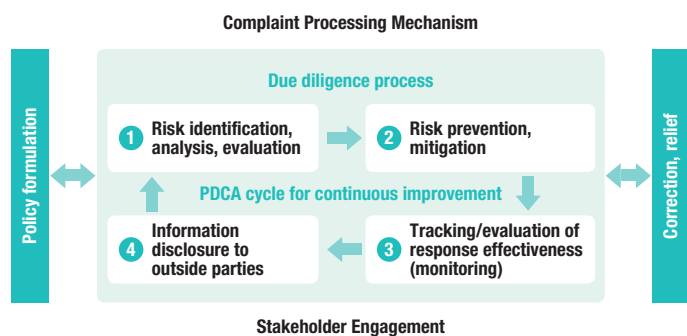 Complaint Processing Mechanism
Policy formulation
Due diligence process
1 Risk identification,
analysis, evaluation
2 Risk prevention,
mitigation
PDCA cycle for continuous improvement
4 Information
disclosure to
outside parties
3 Tracking/evaluation of
response effectiveness
(monitoring)
Correction, relief
Stakeholder Engagement